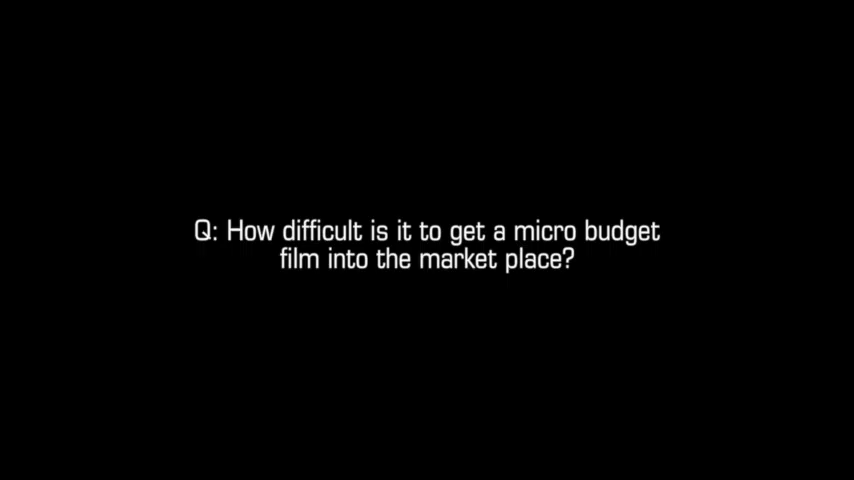 Q: How difficult is it to get a micro budget
film into the market place?